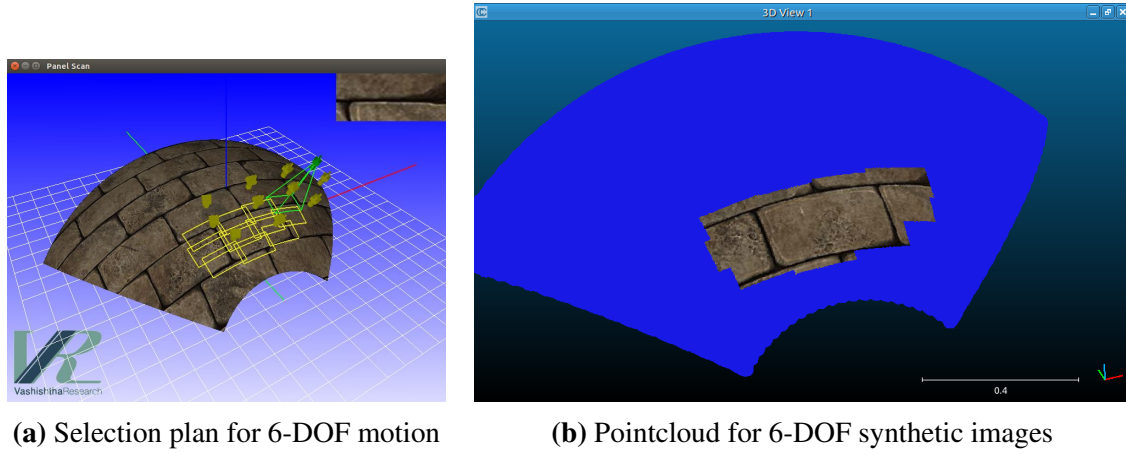 Panel Scan
VashishthaResearch
3D View 1
0.4
(a) Selection plan for 6-DOF motion
(b) Pointcloud for 6-DOF synthetic images